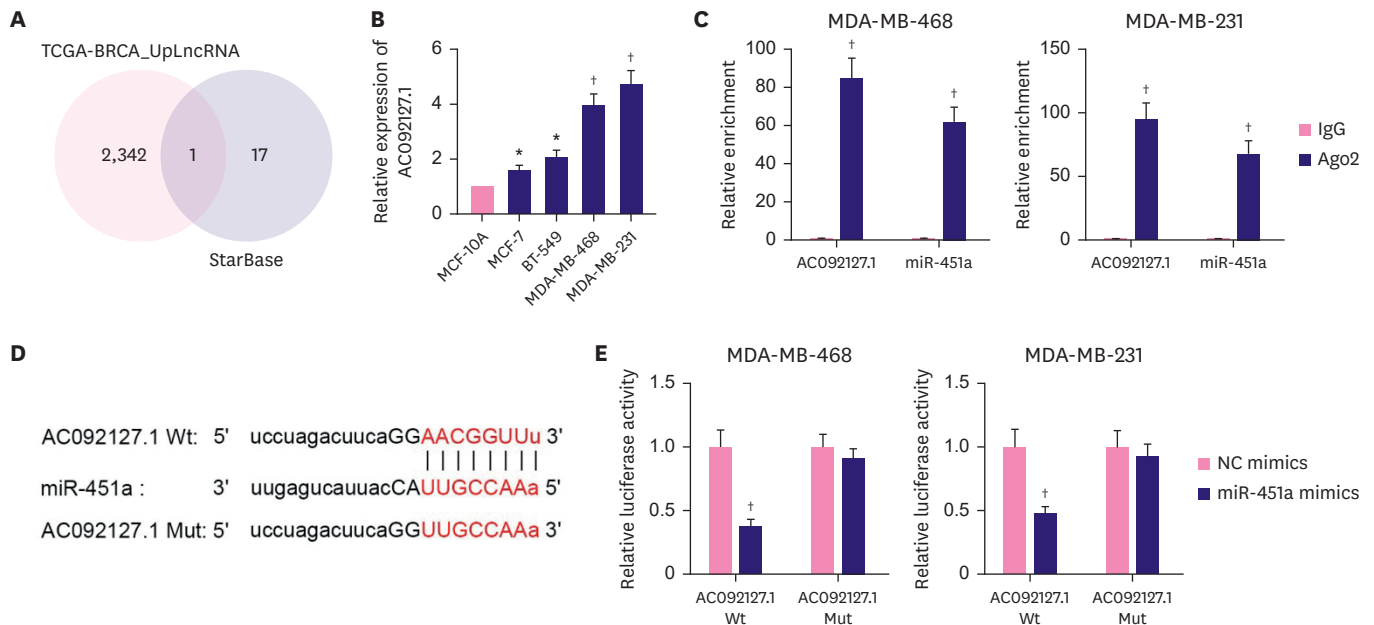 A
TCGA-BRCA_UpLncRNA
2,342
1
17
StarBase
B
Relative expression of
AC092127.1
6
4
2
0
*
*
†
†
MCF-10A
MCF-7
BT-549
MDA-MB-468
MDA-MB-231
C
MDA-MB-468
Relative enrichment
100
80
60
40
20
0
†
†
AC092127.1
miR-451a
MDA-MB-231
Relative enrichment
150
100
50
0
†
†
AC092127.1
miR-451a
IgG
Ago2
D
AC092127.1 Wt: 5' uccuagacuucaGGAACGGUUu 3'
miR-451a : 3' uugagucauuacCAUUGCCAAa 5'
AC092127.1 Mut: 5' uccuagacuucaGGUUGCCAAa 3'
E
MDA-MB-468
Relative luciferase activity
1.5
1.0
0.5
0
†
AC092127.1
Wt
AC092127.1
Mut
MDA-MB-231
Relative luciferase activity
1.5
1.0
0.5
0
†
AC092127.1
Wt
AC092127.1
Mut
NC mimics
miR-451a mimics